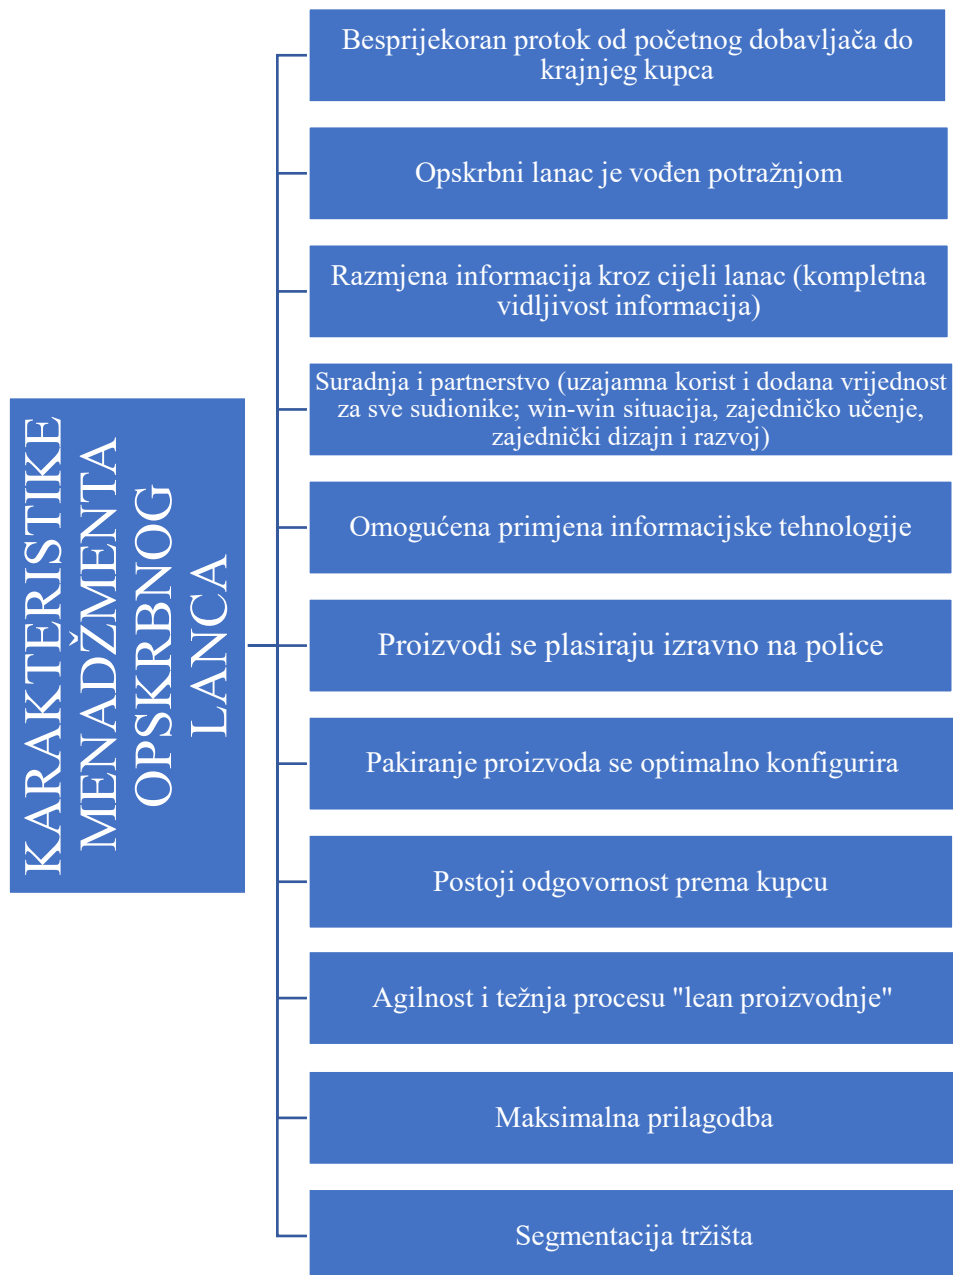 KARAKTERISTIKE
MENADŽMENTA
OPSKRBNOG
LANCA
Besprijekoran protok od početnog dobavljača do
krajnjeg kupca
Opskrbni lanac je vođen potražnjom
Razmjena informacija kroz cijeli lanac (kompletna
vidljivost informacija)
Suradnja i partnerstvo (uzajamna korist i dodana vrijednost
za sve sudionike; win-win situacija, zajedničko učenje,
zajednički dizajn i razvoj)
Omogućena primjena informacijske tehnologije
Proizvodi se plasiraju izravno na police
Pakiranje proizvoda se optimalno konfigurira
Postoji odgovornost prema kupcu
Agilnost i težnja procesu "lean proizvodnje"
Maksimalna prilagodba
Segmentacija tržišta